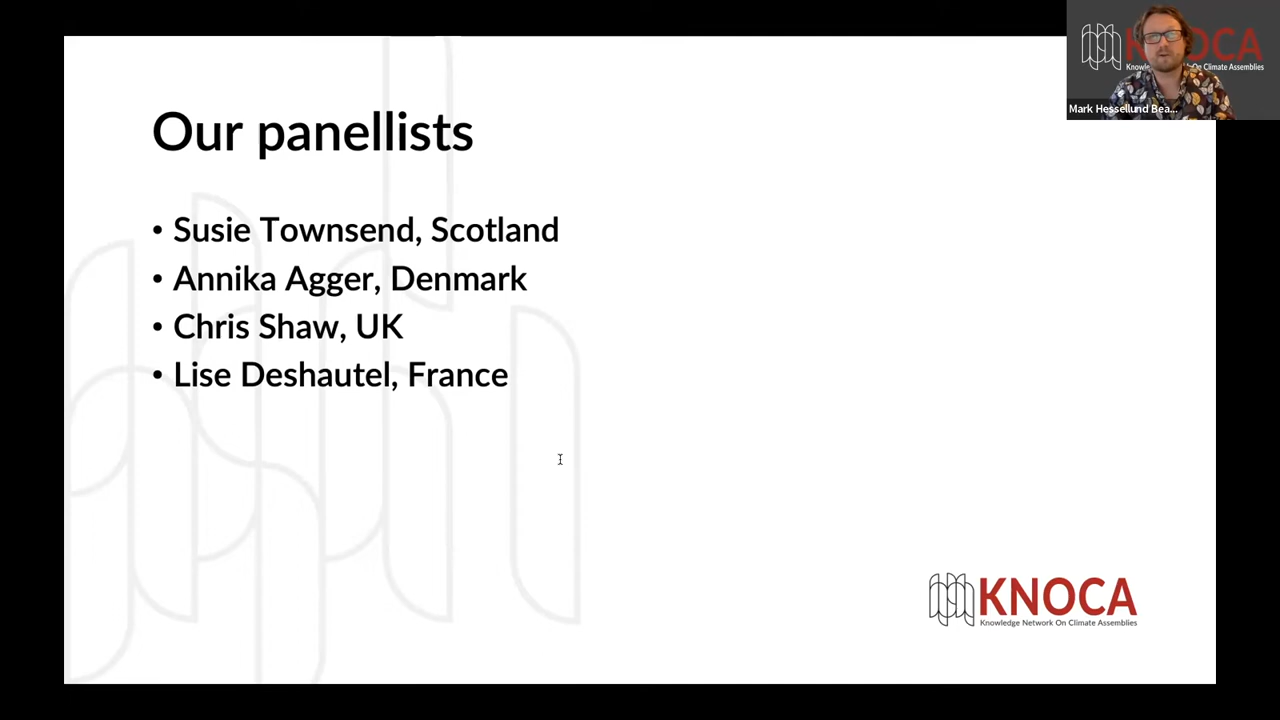 Our panellists
• Susie Townsend, Scotland
• Annika Agger, Denmark
• Chris Shaw, UK
• Lise Deshautel, France
KNOCA
Knowledge Network On Climate Assemblies
Mark Hessellund Bea...